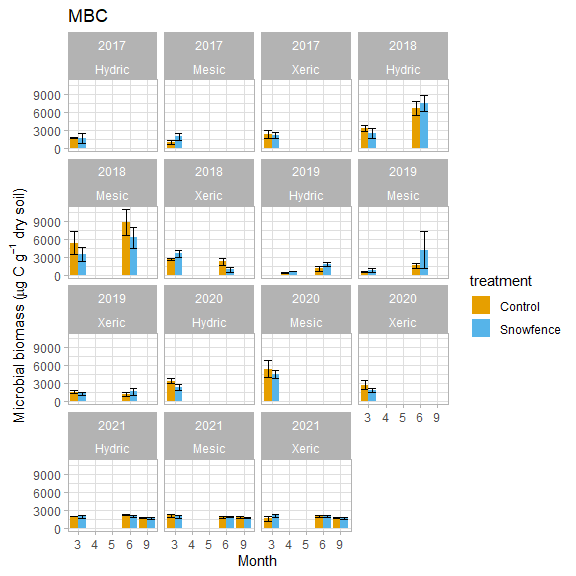 MBC
2017 2017 2017 2018
Hydric Mesic Xeric Hydric
9000
6000
3000
0
2018 2018 2019 2019
Mesic Xeric Hydric Mesic
9000
6000
3000
0
2019 2020 2020 2020
Xeric Hydric Mesic Xeric
9000
6000
3000
0
3 4 5 6 9
2021 2021 2021
Hydric Mesic Xeric
9000
6000
3000
0
3 4 5 6 9 3 4 5 6 9 3 4 5 6 9
Month
Microbial biomass (µg C g⁻¹ dry soil)
treatment
Control
Snowfence